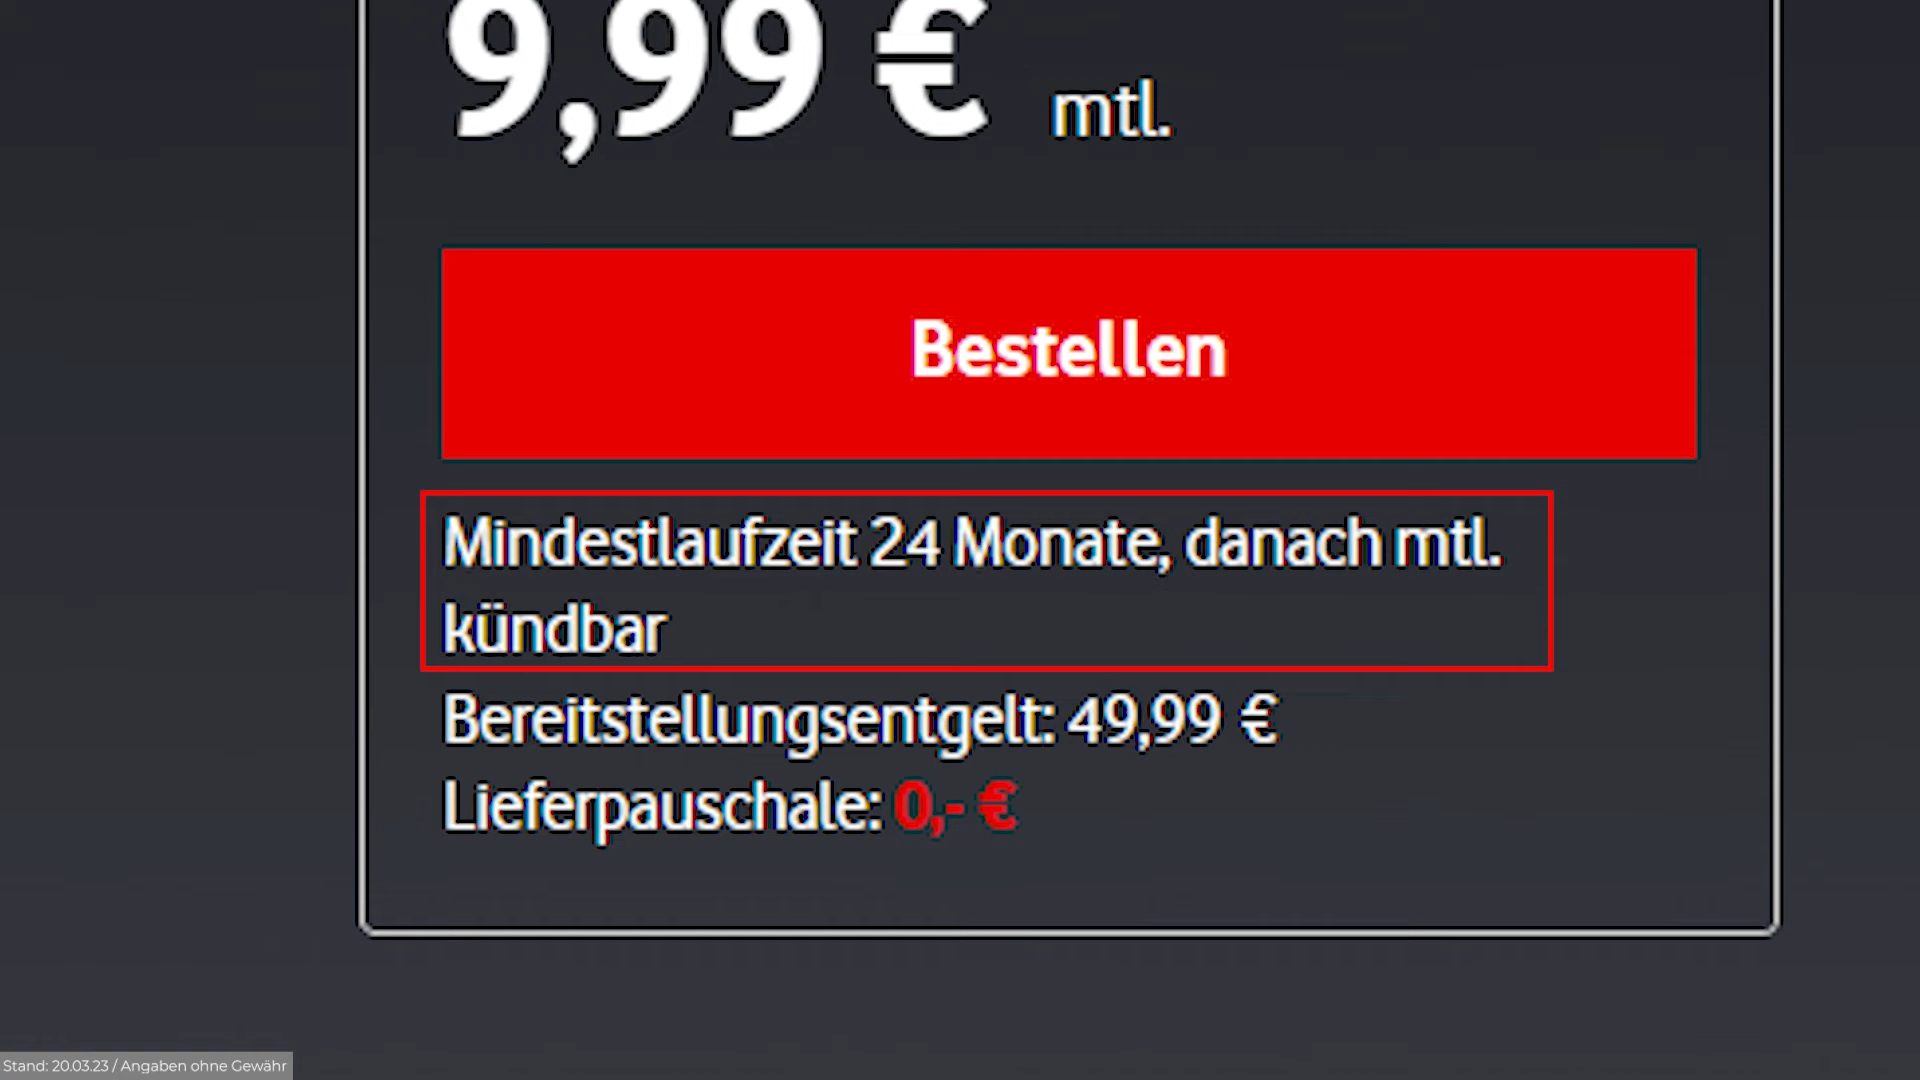 9,99 € mtl.
Bestellen
Mindestlaufzeit 24 Monate, danach mtl.
kündbar
Bereitstellungsentgelt: 49,99 €
Lieferpauschale: 0,- €
Stand: 20.03.23 / Angaben ohne Gewähr